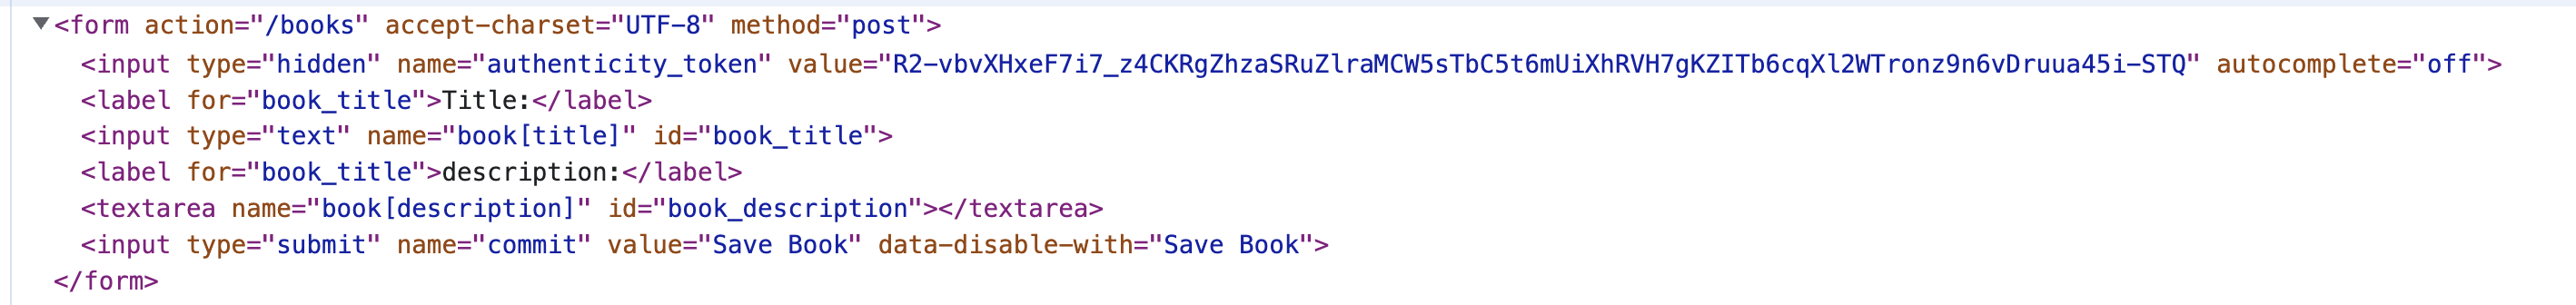 ▼<form action="/books" accept-charset="UTF-8" method="post">
<input type="hidden" name="authenticity_token" value="R2-vbvXHxeF7i7_z4CKRgZhzaSRuZlraMCW5sTbC5t6mUiXhRVH7gKZITb6cqXl2WTronz9n6vDruua45i-STQ" autocomplete="off">
<label for="book_title">Title:</label>
<input type="text" name="book[title]" id="book_title">
<label for="book_title">description:</label>
<textarea name="book[description]" id="book_description"></textarea>
<input type="submit" name="commit" value="Save Book" data-disable-with="Save Book">
</form>